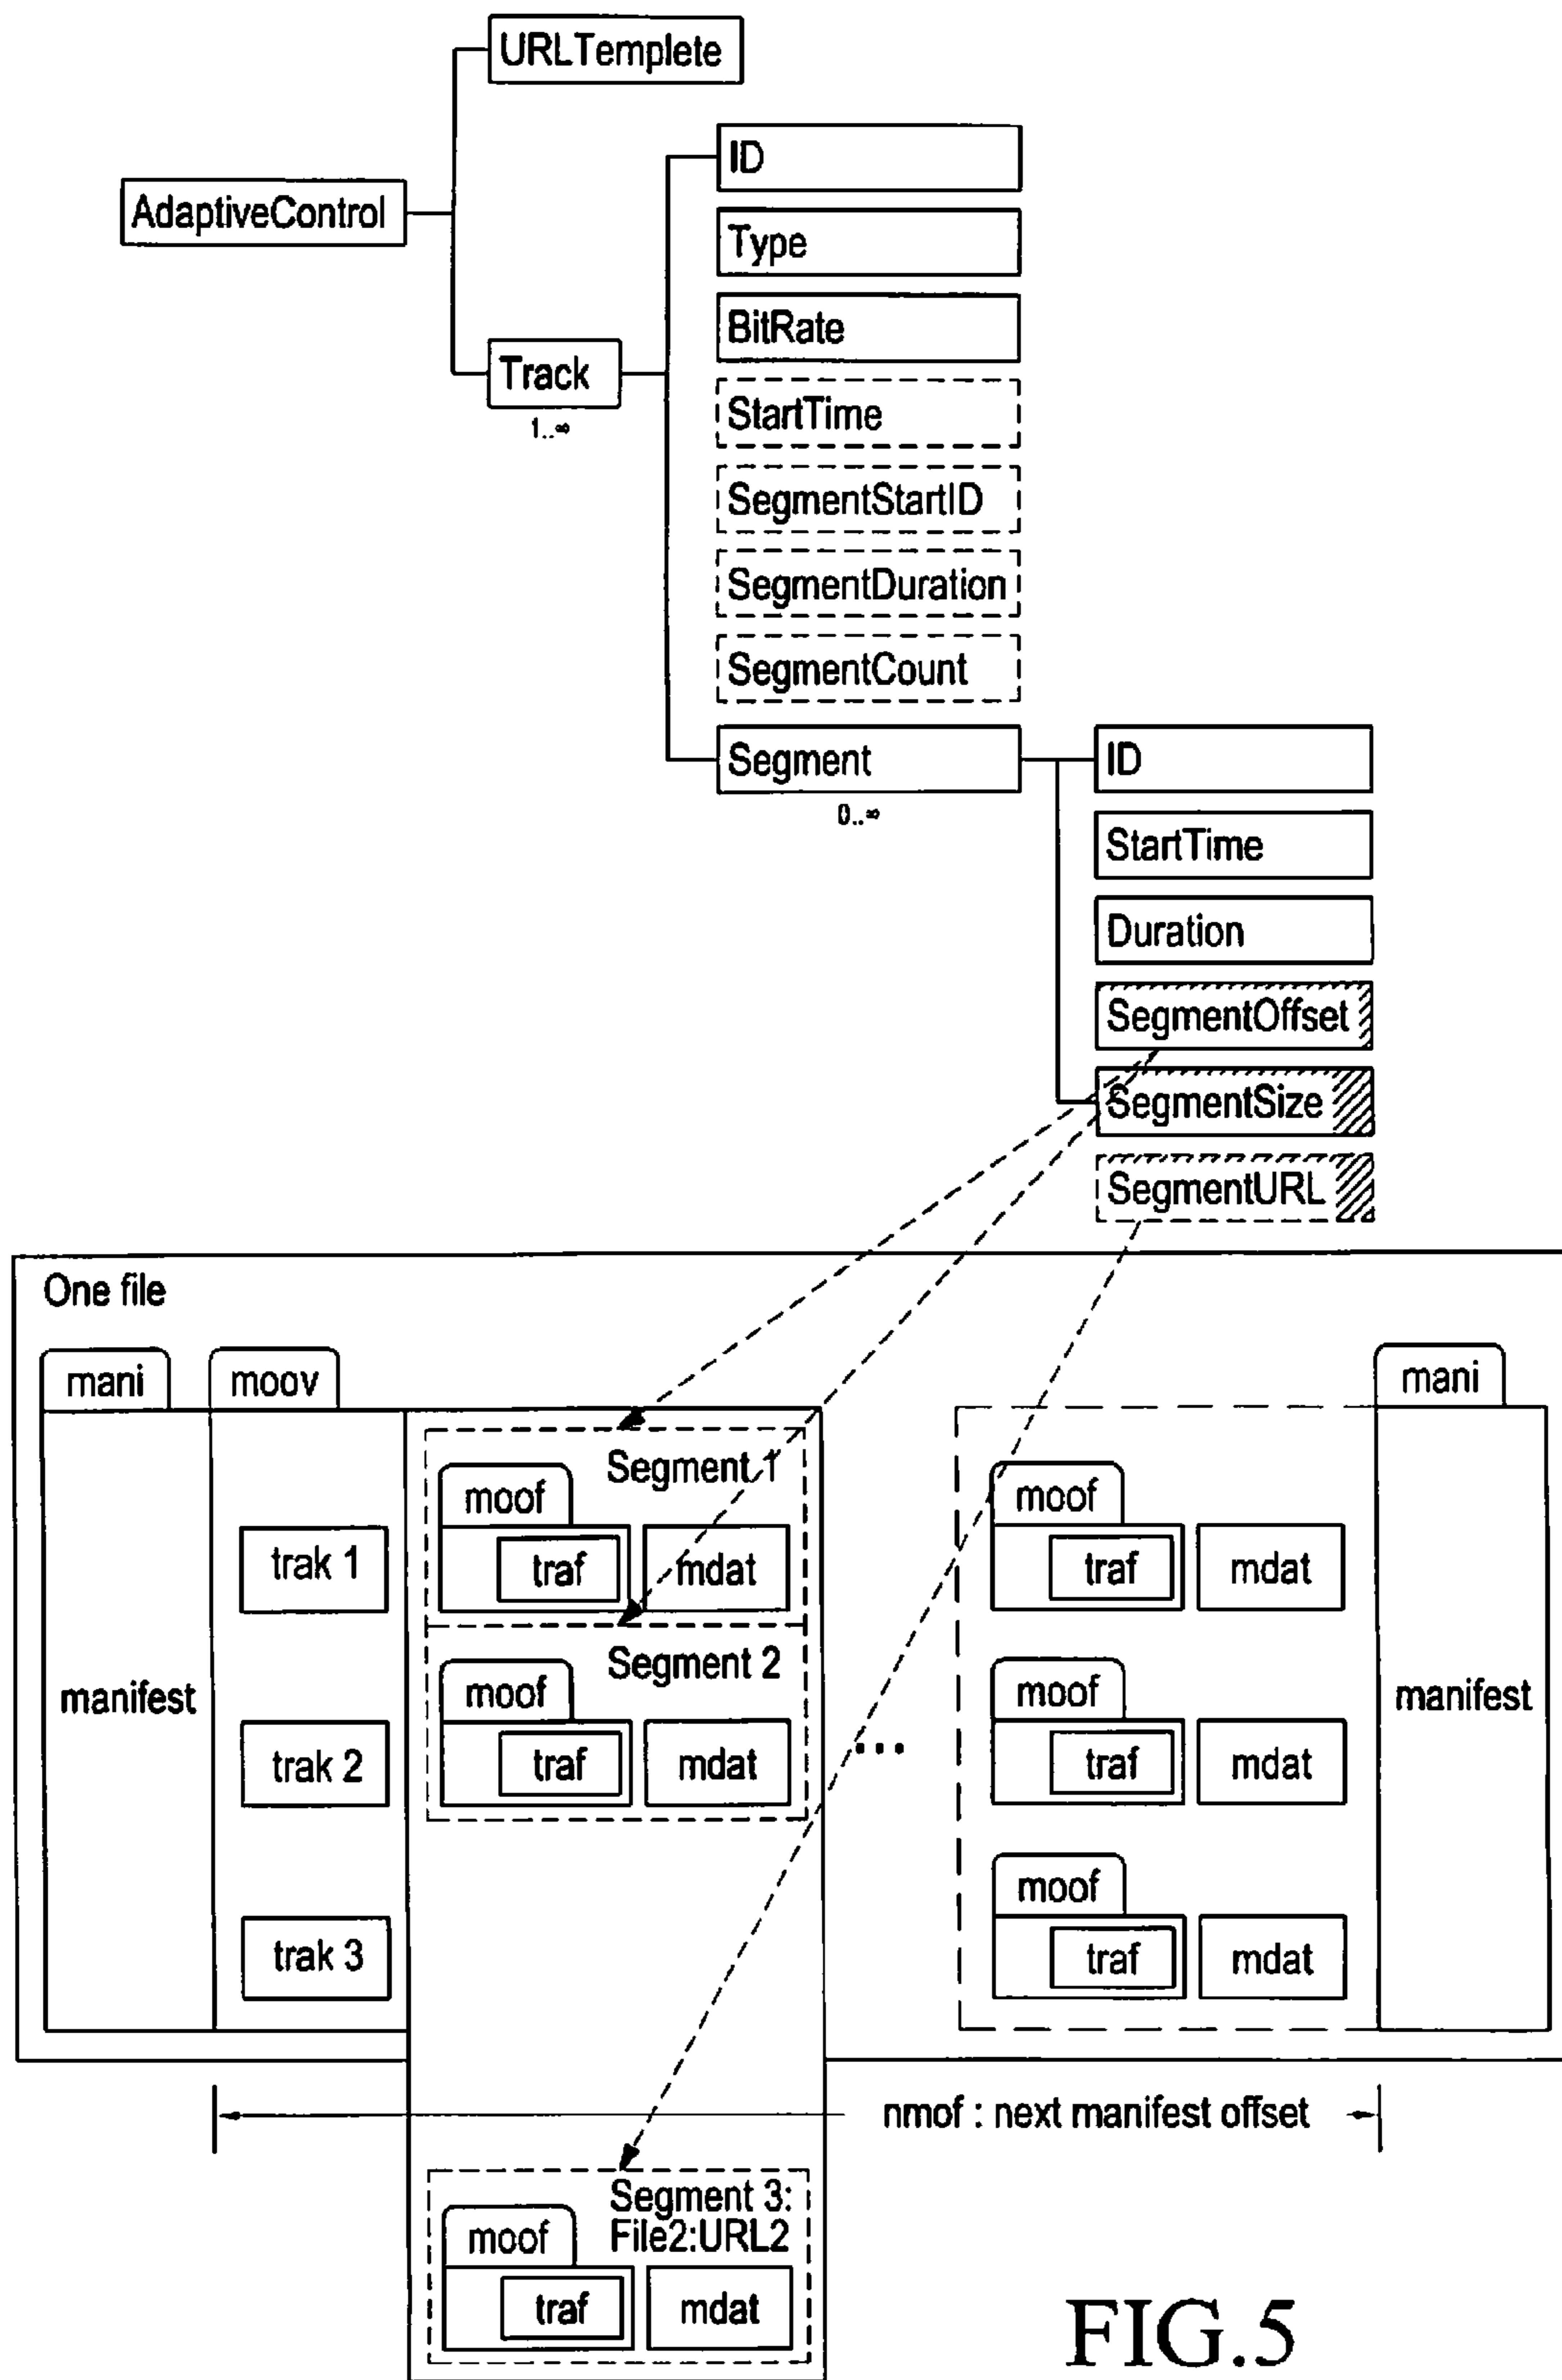 URLTemplete
AdaptiveControl
Track
1..∞
ID
Type
BitRate
StartTime
SegmentStartID
SegmentDuration
SegmentCount
Segment
0..∞
ID
StartTime
Duration
SegmentOffset
SegmentSize
SegmentURL
One file
mani
moov
manifest
trak 1
trak 2
trak 3
Segment 1
moof
traf
mdat
Segment 2
moof
traf
mdat
...
moof
traf
mdat
moof
traf
mdat
moof
traf
mdat
mani
manifest
nmof : next manifest offset
Segment 3:
File2:URL2
moof
traf
mdat
FIG.5